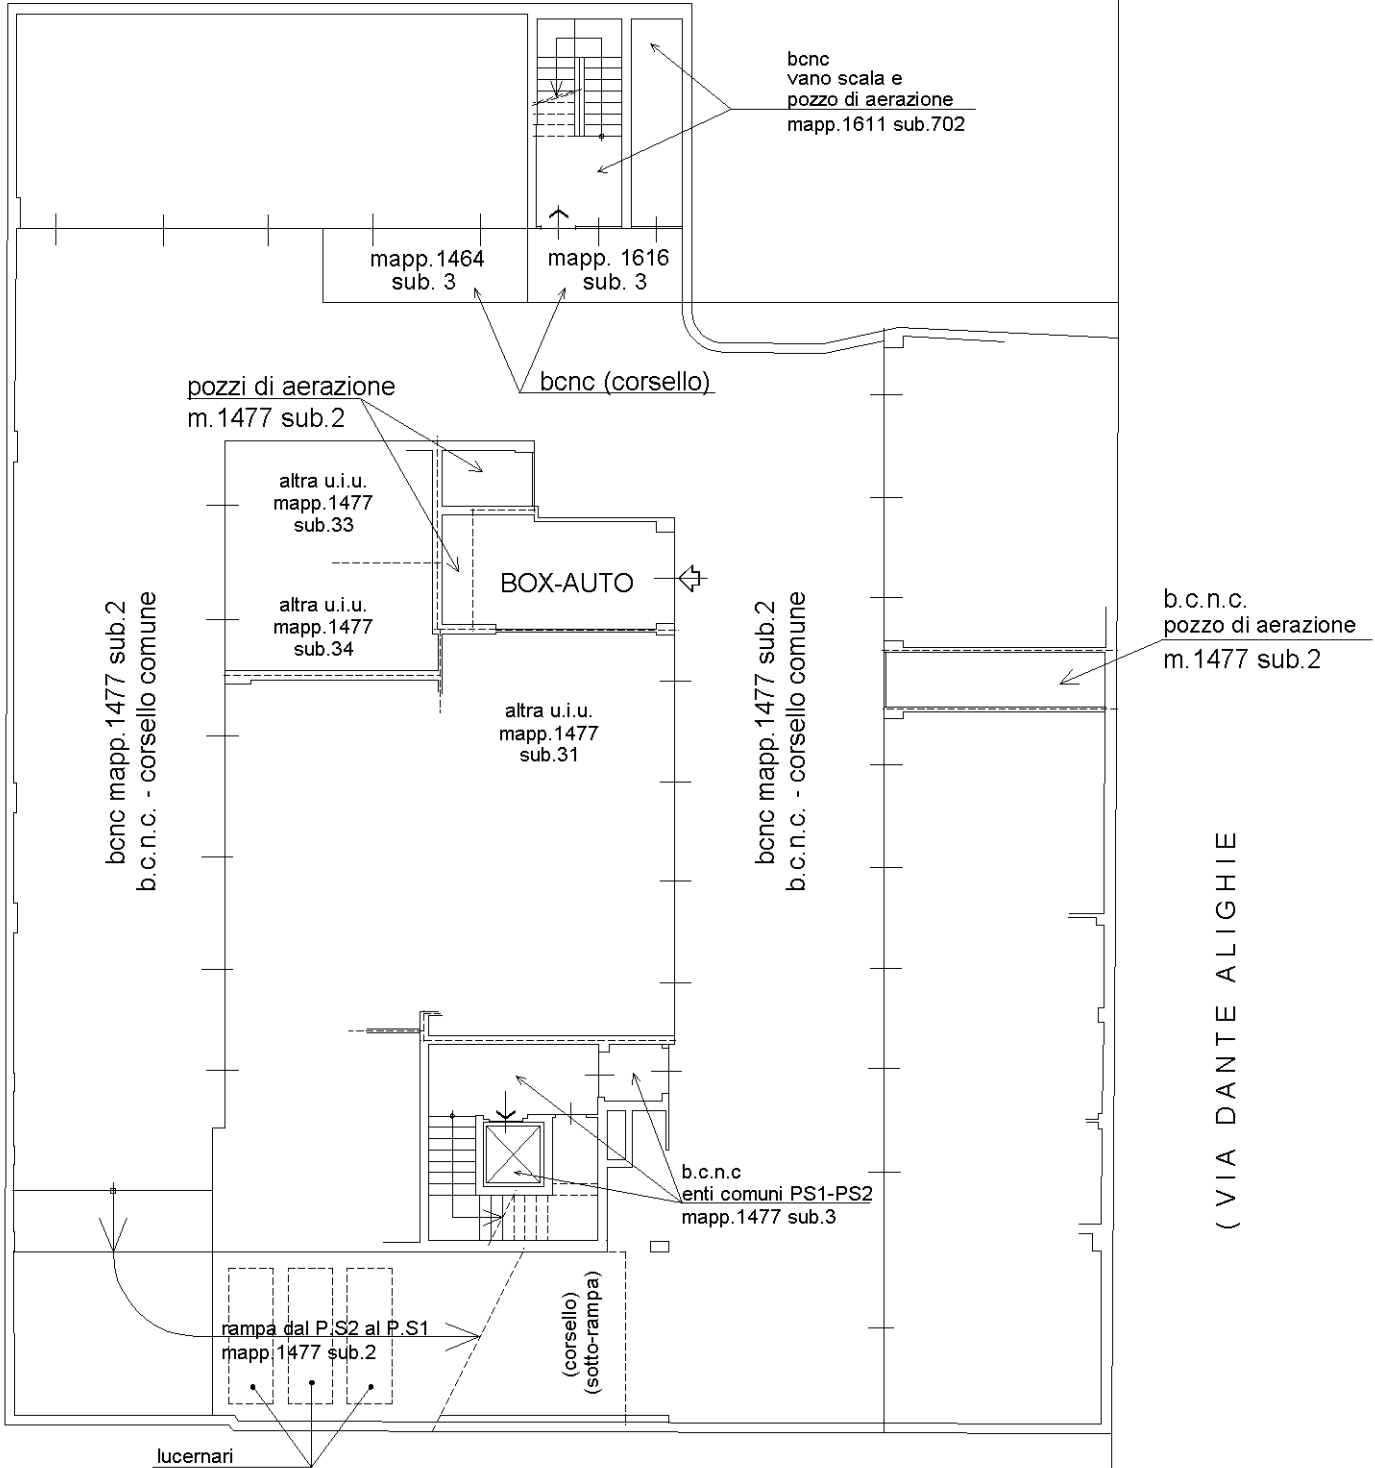 bcnc
vano scala e
pozzo di aerazione
mapp.1611 sub.702
mapp.1464
sub. 3
mapp. 1616
sub. 3
bcnc (corsello)
pozzi di aerazione
m.1477 sub.2
altra u.i.u.
mapp.1477
sub.33
BOX-AUTO
altra u.i.u.
mapp.1477
sub.34
bcnc mapp.1477 sub.2
b.c.n.c. - corsello comune
bcnc mapp.1477 sub.2
b.c.n.c. - corsello comune
b.c.n.c.
pozzo di aerazione
m.1477 sub.2
altra u.i.u.
mapp.1477
sub.31
( VIA DANTE ALIGHIE
b.c.n.c
enti comuni PS1-PS2
mapp.1477 sub.3
rampa dal P.S2 al P.S1
mapp.1477 sub.2
(corsello)
(sotto-rampa)
lucernari